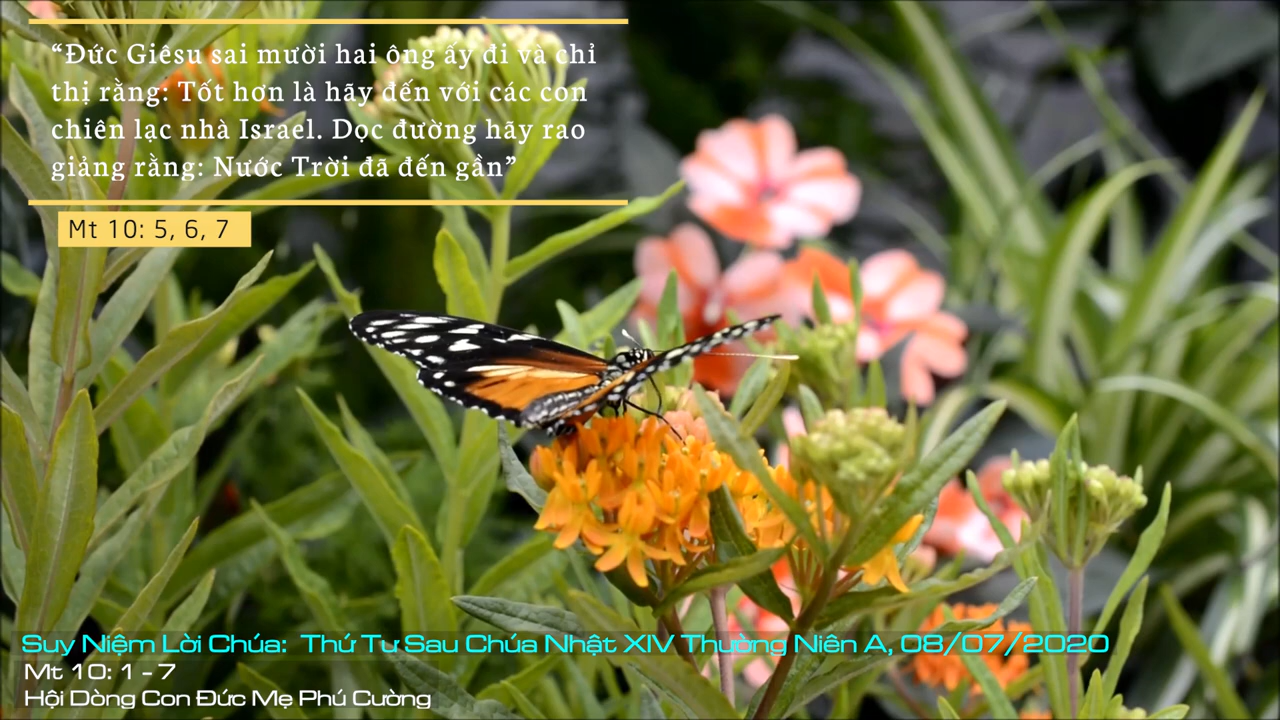 “Đức Giêsu sai mười hai ông ấy đi và chỉ
thị rằng: Tốt hơn là hãy đến với các con
chiên lạc nhà Israel. Dọc đường hãy rao
giảng rằng: Nước Trời đã đến gần”
Mt 10: 5, 6, 7
Suy Niệm Lời Chúa: Thứ Tư Sau Chúa Nhật XIV Thường Niên A, 08/07/2020
Mt 10: 1 - 7
Hội Dòng Con Đức Mẹ Phú Cường